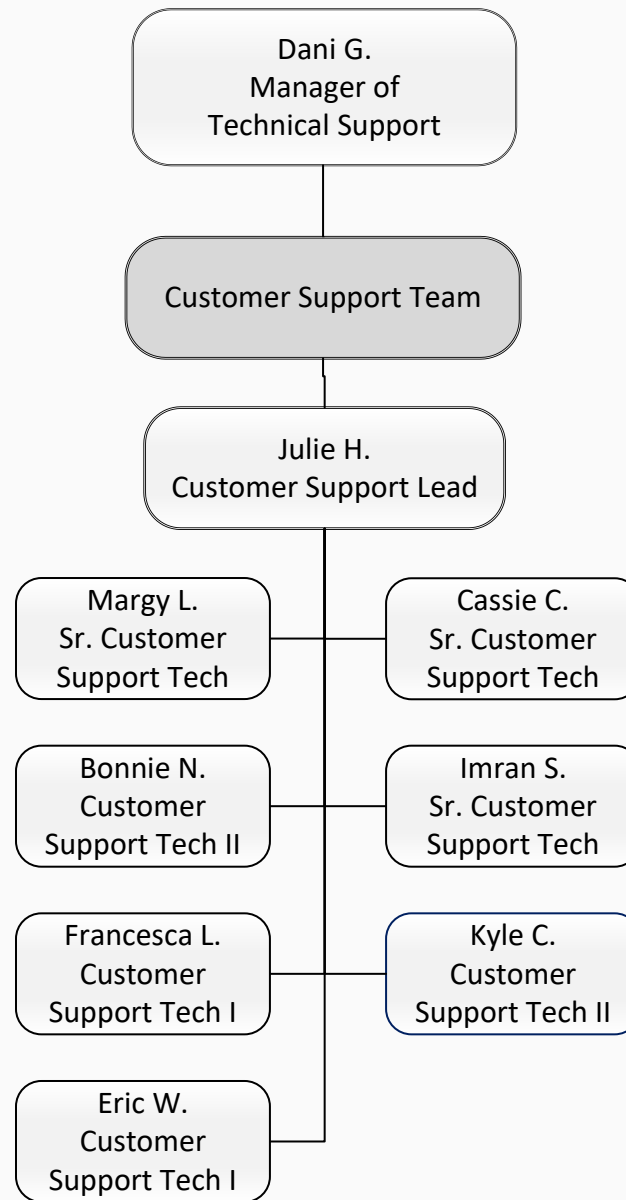 Dani G.
Manager of
Technical Support
Customer Support Team
Julie H.
Customer Support Lead
Margy L.
Sr. Customer
Support Tech
Cassie C.
Sr. Customer
Support Tech
Bonnie N.
Customer
Support Tech II
Imran S.
Sr. Customer
Support Tech
Francesca L.
Customer
Support Tech I
Kyle C.
Customer
Support Tech II
Eric W.
Customer
Support Tech I